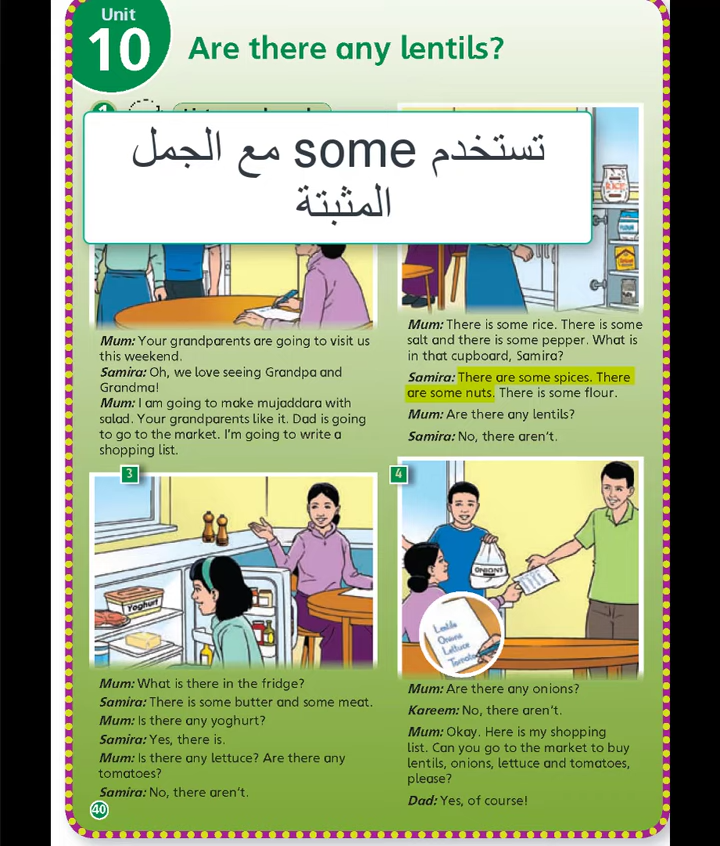 Unit
10
Are there any lentils?
1
تستخدم some مع الجمل
المثبتة
RICE
FLOUR
Mum: Your grandparents are going to visit us
this weekend.
Samira: Oh, we love seeing Grandpa and
Grandma!
Mum: I am going to make mujaddara with
salad. Your grandparents like it. Dad is going
to go to the market. I'm going to write a
shopping list.
Mum: There is some rice. There is some
salt and there is some pepper. What is
in that cupboard, Samira?
Samira: There are some spices. There
are some nuts. There is some flour.
Mum: Are there any lentils?
Samira: No, there aren't.
3
Yoghurt
Mum: What is there in the fridge?
Samira: There is some butter and some meat.
Mum: Is there any yoghurt?
Samira: Yes, there is.
Mum: Is there any lettuce? Are there any
tomatoes?
Samira: No, there aren't.
4
ONIONS
Lentils
Onions
Lettuce
Mum: Are there any onions?
Kareem: No, there aren't.
Mum: Okay. Here is my shopping
list. Can you go to the market to buy
lentils, onions, lettuce and tomatoes,
please?
Dad: Yes, of course!
40